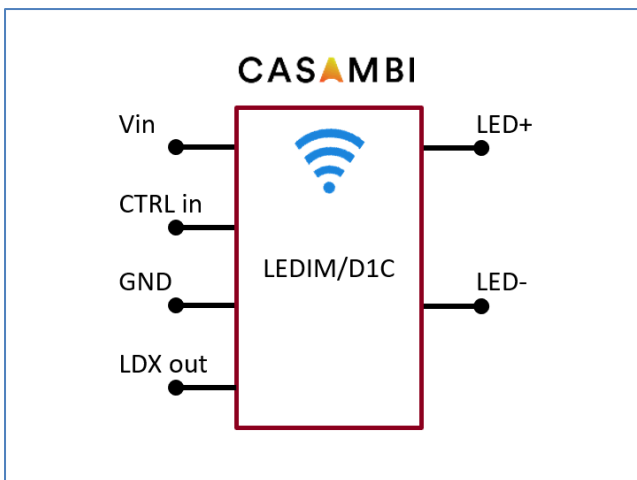 CASAMBI
Vin
LED+
CTRL in
LEDIM/D1C
GND
LED-
LDX out